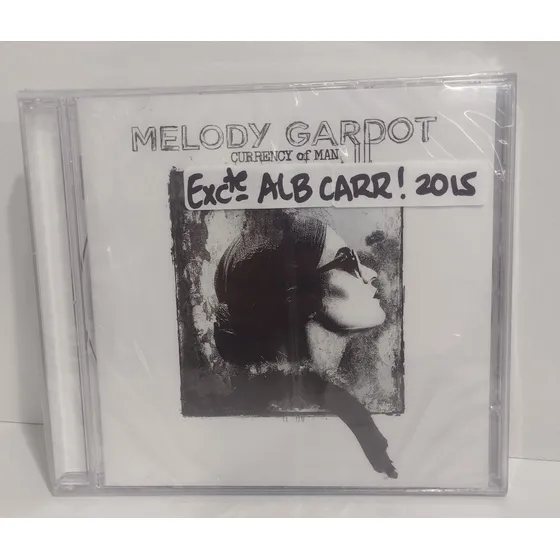 MELODY GARDOT
CURRENCY of MAN
Excte ALB CARR! 2015